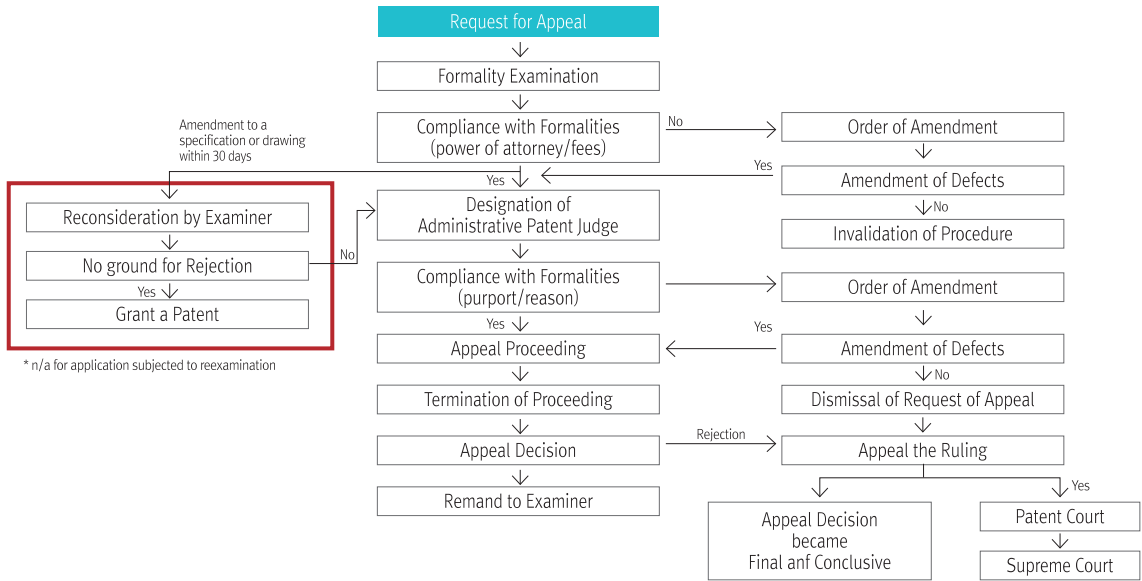 Request for Appeal
Formality Examination
Compliance with Formalities
(power of attorney/fees)
No
Order of Amendment
Amendment to a
specification or drawing
within 30 days
Yes
Yes
Amendment of Defects
No
Invalidation of Procedure
Reconsideration by Examiner
No ground for Rejection
No
Yes
Grant a Patent
* n/a for application subjected to reexamination
Designation of
Administrative Patent Judge
Compliance with Formalities
(purport/reason)
Order of Amendment
Yes
Yes
Appeal Proceeding
Amendment of Defects
No
Termination of Proceeding
Dismissal of Request of Appeal
Appeal Decision
Rejection
Appeal the Ruling
Remand to Examiner
Yes
Appeal Decision
became
Final anf Conclusive
Patent Court
Supreme Court